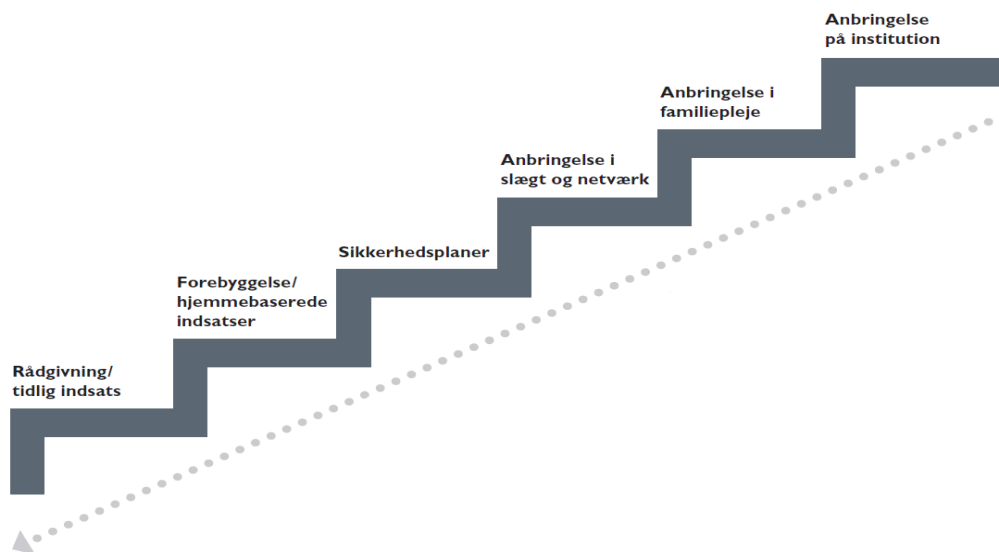 Anbringelse
på institution
Anbringelse i
familiepleje
Anbringelse i
slægt og netværk
Sikkerhedsplaner
Forebyggelse/
hjemmebaserede
indsatser
Rådgivning/
tidlig indsats